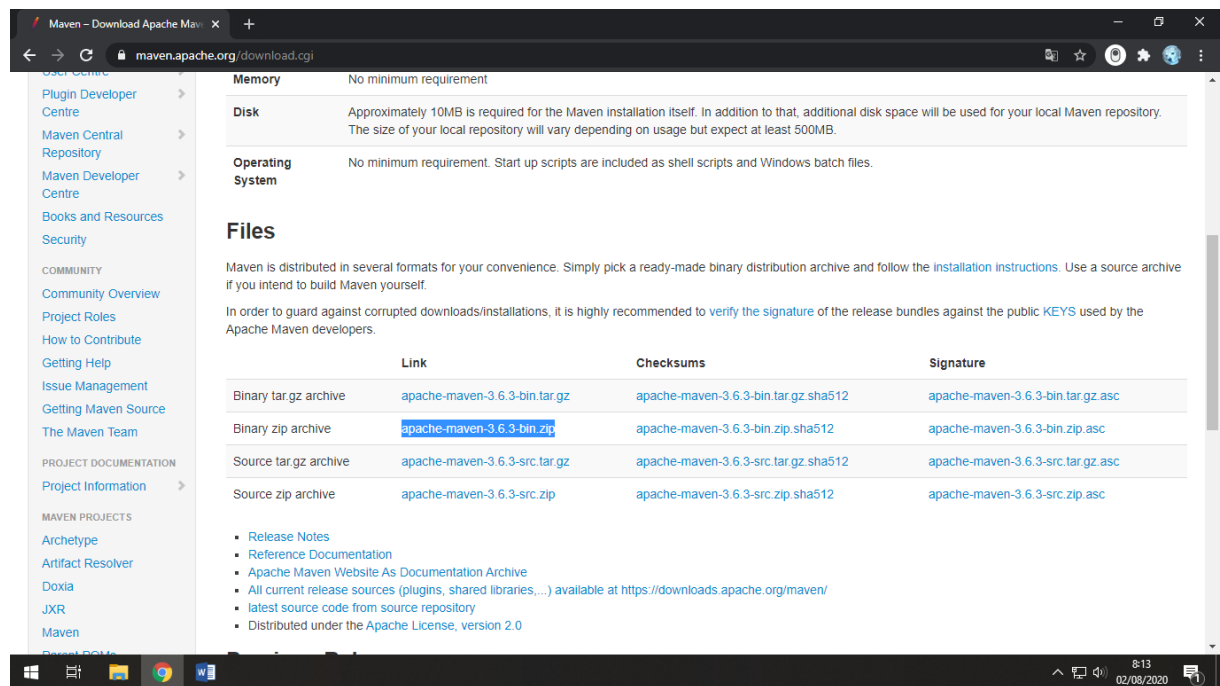 Maven – Download Apache Mav
maven.apache.org/download.cgi
User Centre
Plugin Developer
Centre
Maven Central
Repository
Maven Developer
Centre
Books and Resources
Security
COMMUNITY
Community Overview
Project Roles
How to Contribute
Getting Help
Issue Management
Getting Maven Source
The Maven Team
PROJECT DOCUMENTATION
Project Information
MAVEN PROJECTS
Archetype
Artifact Resolver
Doxia
JXR
Maven
Parent POMs
Memory No minimum requirement
Disk Approximately 10MB is required for the Maven installation itself. In addition to that, additional disk space will be used for your local Maven repository.
The size of your local repository will vary depending on usage but expect at least 500MB.
Operating No minimum requirement. Start up scripts are included as shell scripts and Windows batch files.
System
Files
Maven is distributed in several formats for your convenience. Simply pick a ready-made binary distribution archive and follow the installation instructions. Use a source archive
if you intend to build Maven yourself.
In order to guard against corrupted downloads/installations, it is highly recommended to verify the signature of the release bundles against the public KEYS used by the
Apache Maven developers.
Link Checksums Signature
Binary tar.gz archive apache-maven-3.6.3-bin.tar.gz apache-maven-3.6.3-bin.tar.gz.sha512 apache-maven-3.6.3-bin.tar.gz.asc
Binary zip archive apache-maven-3.6.3-bin.zip apache-maven-3.6.3-bin.zip.sha512 apache-maven-3.6.3-bin.zip.asc
Source tar.gz archive apache-maven-3.6.3-src.tar.gz apache-maven-3.6.3-src.tar.gz.sha512 apache-maven-3.6.3-src.tar.gz.asc
Source zip archive apache-maven-3.6.3-src.zip apache-maven-3.6.3-src.zip.sha512 apache-maven-3.6.3-src.zip.asc
Release Notes
Reference Documentation
Apache Maven Website As Documentation Archive
All current release sources (plugins, shared libraries,...) available at https://downloads.apache.org/maven/
latest source code from source repository
Distributed under the Apache License, version 2.0
8:13
02/08/2020